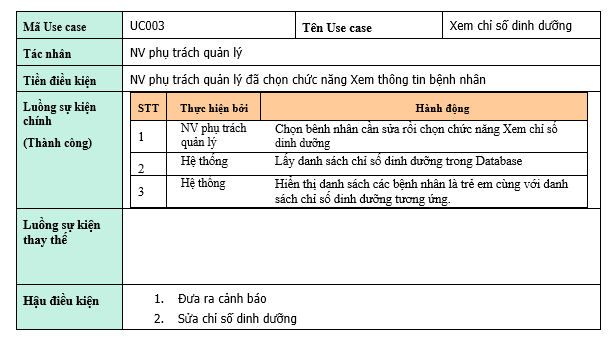 Mã Use case UC003 Tên Use case Xem chỉ số dinh dưỡng
Tác nhân NV phụ trách quản lý
Tiền điều kiện NV phụ trách quản lý đã chọn chức năng Xem thông tin bệnh nhân
Luồng sự kiện
chính
(Thành công)
STT Thực hiện bởi Hành động
1 NV phụ trách
quản lý
Chọn bênh nhân cần sửa rồi chọn chức năng Xem chỉ số
dinh dưỡng
2 Hệ thống Lấy danh sách chỉ số dinh dưỡng trong Database
3 Hệ thông Hiển thị danh sách các bệnh nhân là trẻ em cùng với danh
sách chỉ số dinh dưỡng tương ứng.
Luồng sự kiện
thay thế
Hậu điều kiện
1. Đưa ra cảnh báo
2. Sửa chỉ số dinh dưỡng